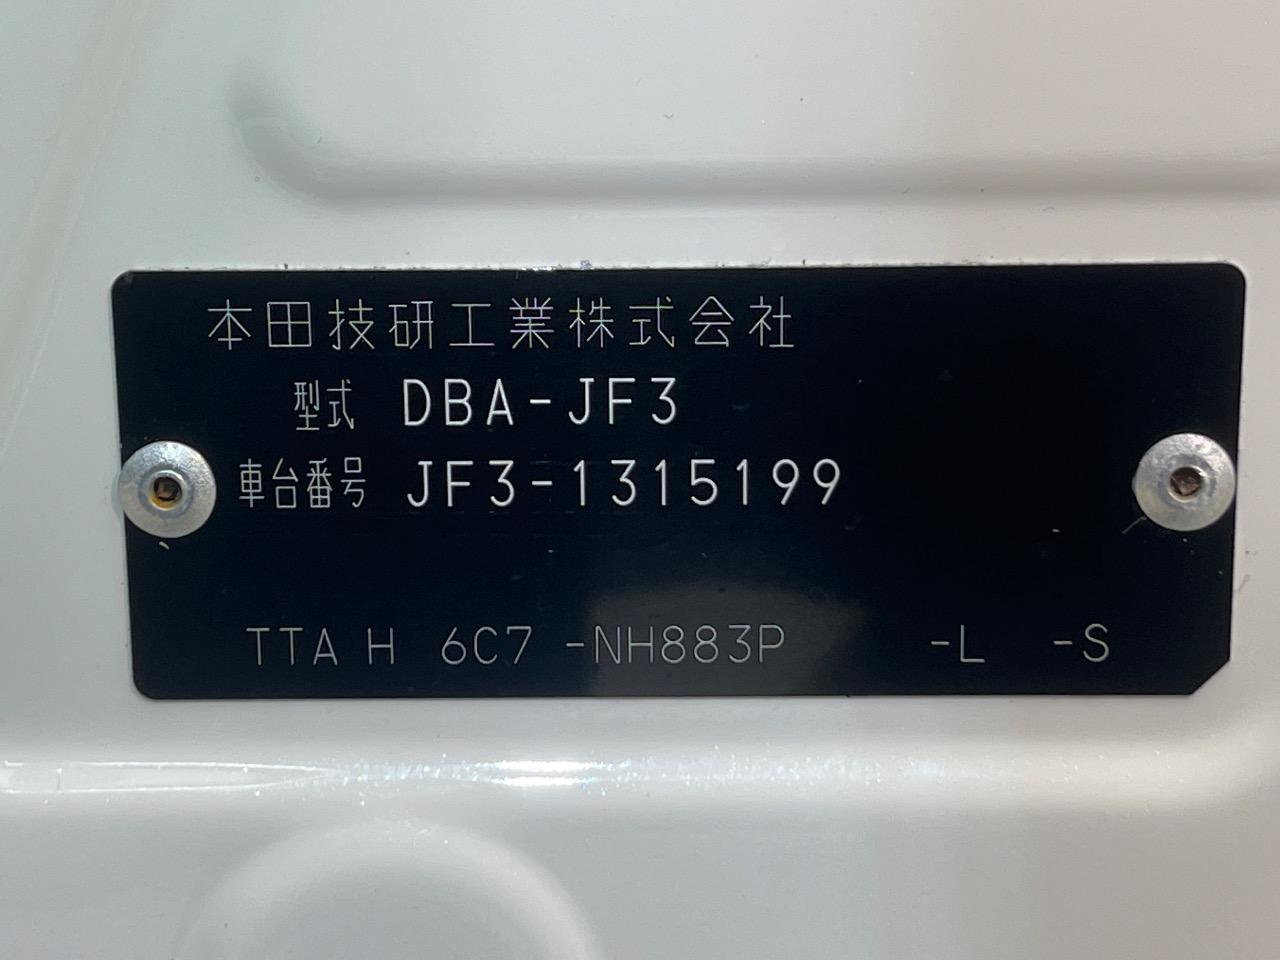 本田技研工業株式会社
型式 DBA-JF3
車台番号 JF3-1315199
TTA H 6C7 -NH883P -L -S